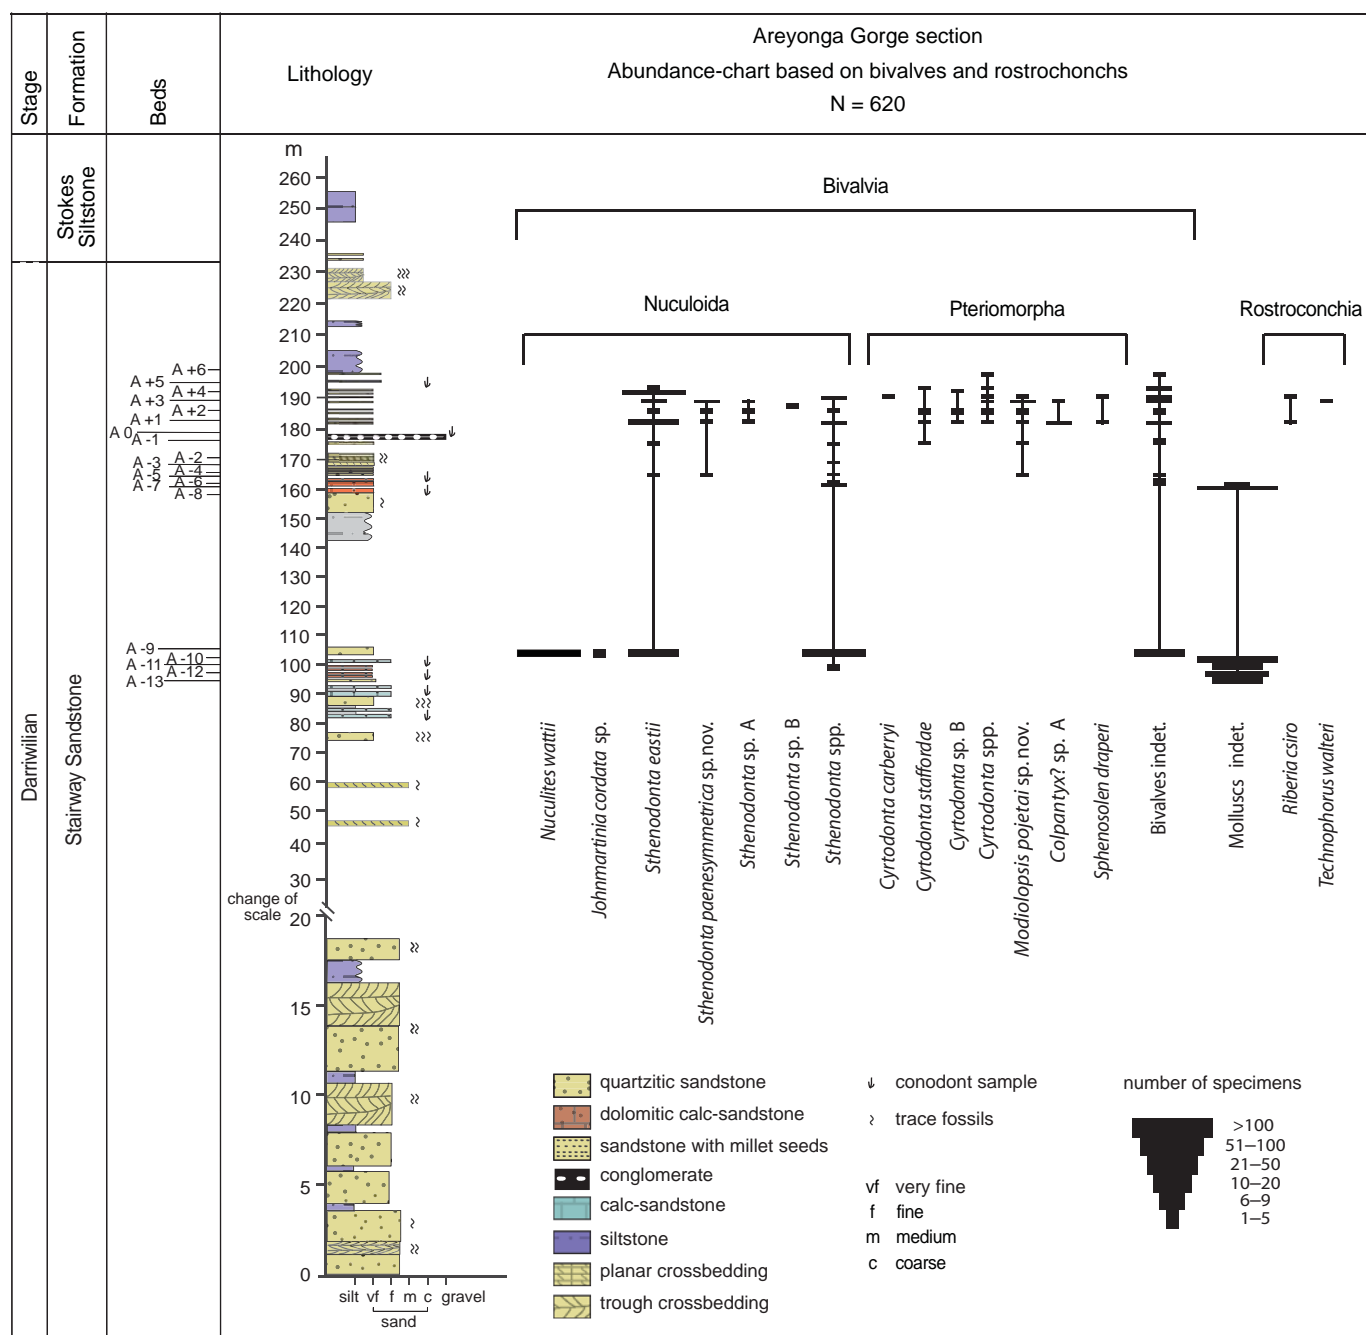 Stage
Formation
Beds
Lithology
Areyonga Gorge section
Abundance-chart based on bivalves and rostrochonchs
N = 620
Darriwilian
Stokes
Siltstone
Stairway Sandstone
A +6
A +5
A +4
A +3
A +2
A +1
A 0
A -1
A -2
A -3
A -4
A -5
A -6
A -7
A -8
A -9
A -10
A -11
A -12
A -13
m
260
250
240
230
220
210
200
190
180
170
160
150
140
130
120
110
100
90
80
70
60
50
40
30
change of
scale
20
15
10
5
0
silt vf f m c gravel
sand
Bivalvia
Nuculoida
Pteriomorpha
Rostroconchia
Nuculites wattii
Johnmartinia cordata sp.
Sthenodonta eastii
Sthenodonta paenesymmetrica sp.nov.
Sthenodonta sp. A
Sthenodonta sp. B
Sthenodonta spp.
Cyrtodonta carberryi
Cyrtodonta staffordae
Cyrtodonta sp. B
Cyrtodonta spp.
Modiolopsis pojetai sp.nov.
Colpantyx? sp. A
Sphenosolen draperi
Bivalves indet.
Molluscs indet.
Riberia csiro
Technophorus walteri
quartzitic sandstone
dolomitic calc-sandstone
sandstone with millet seeds
conglomerate
calc-sandstone
siltstone
planar crossbedding
trough crossbedding
conodont sample
trace fossils
vf very fine
f fine
m medium
c coarse
number of specimens
>100
51–100
21–50
10–20
6–9
1–5